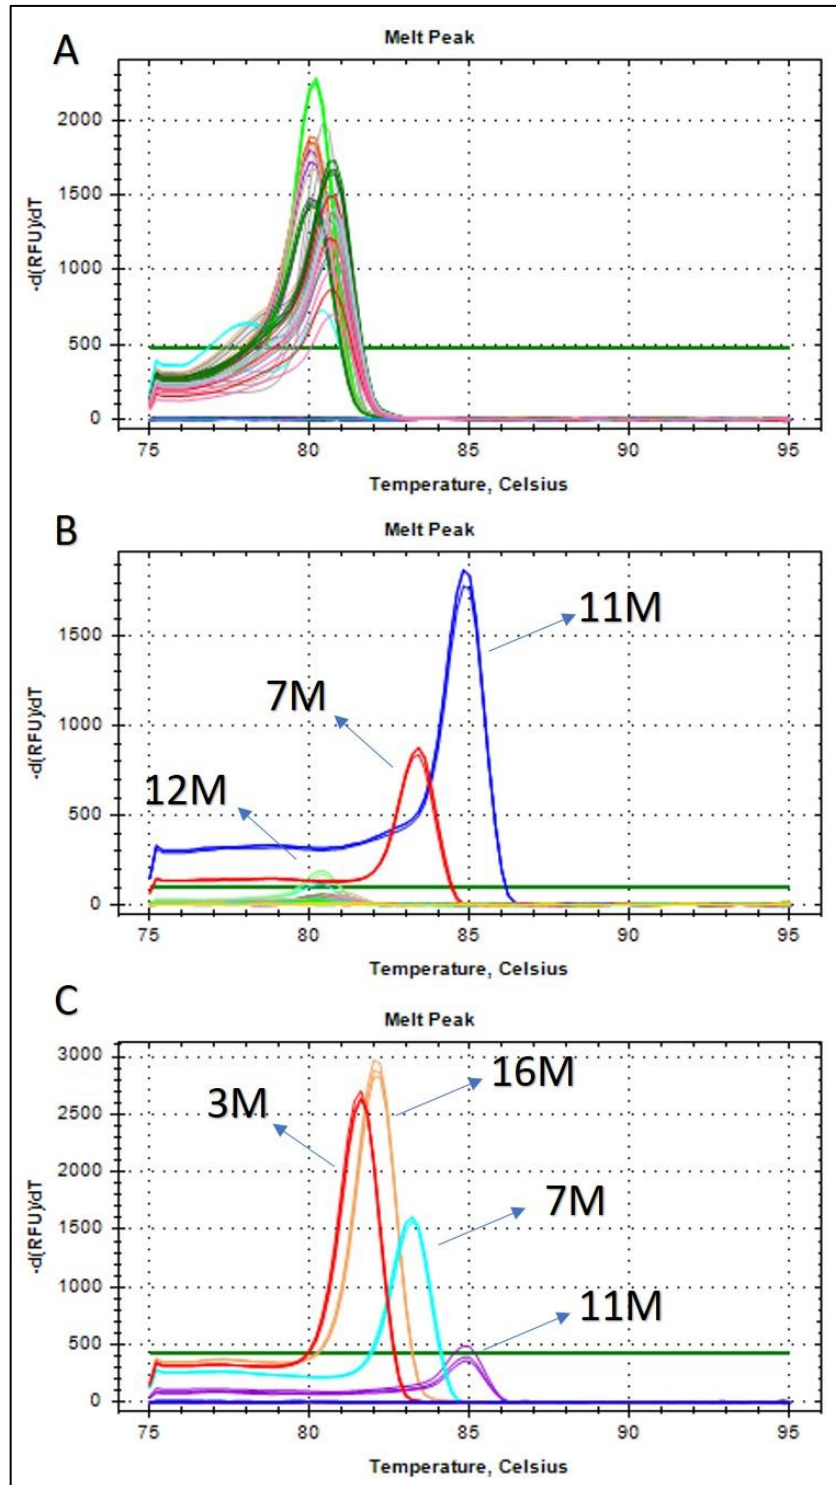 A
Melt Peak
-d(RFU)/dT
2000
1500
1000
500
0
75 80 85 90 95
Temperature, Celsius
B
Melt Peak
-d(RFU)/dT
1500
1000
500
0
11M
7M
12M
75 80 85 90 95
Temperature, Celsius
C
Melt Peak
-d(RFU)/dT
3000
2500
2000
1500
1000
500
0
16M
3M
7M
11M
75 80 85 90 95
Temperature, Celsius